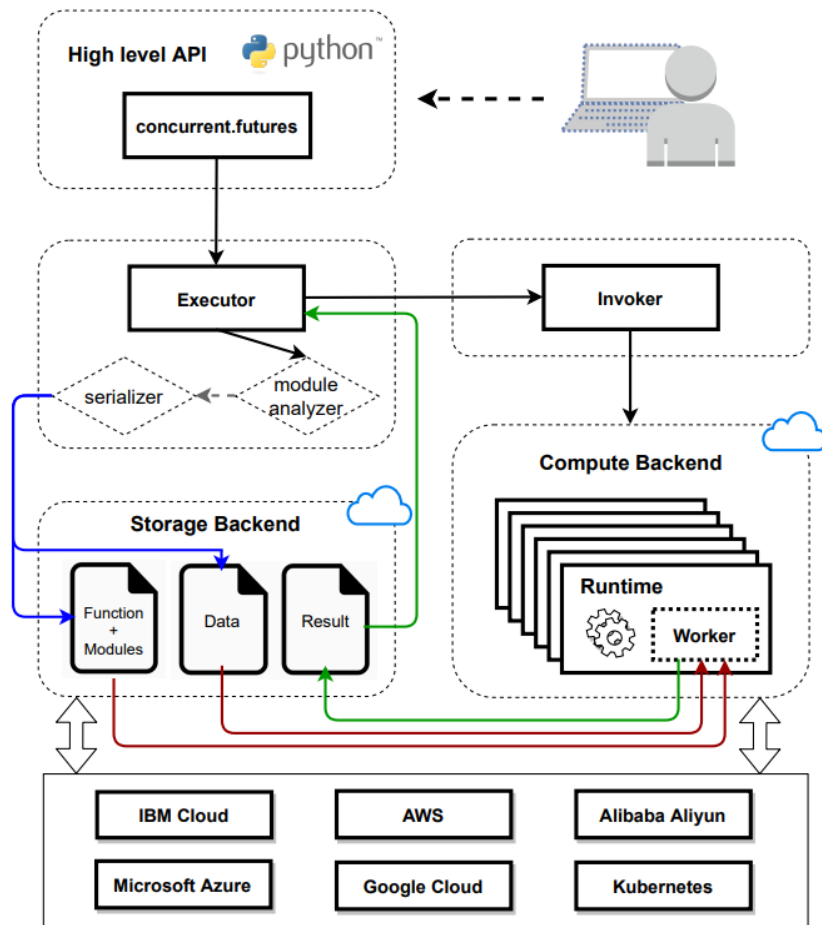 High level API
python™
concurrent.futures
Executor
Invoker
serializer
module
analyzer
Storage Backend
Compute Backend
Function
+
Modules
Data
Result
Runtime
Worker
IBM Cloud
AWS
Alibaba Aliyun
Microsoft Azure
Google Cloud
Kubernetes